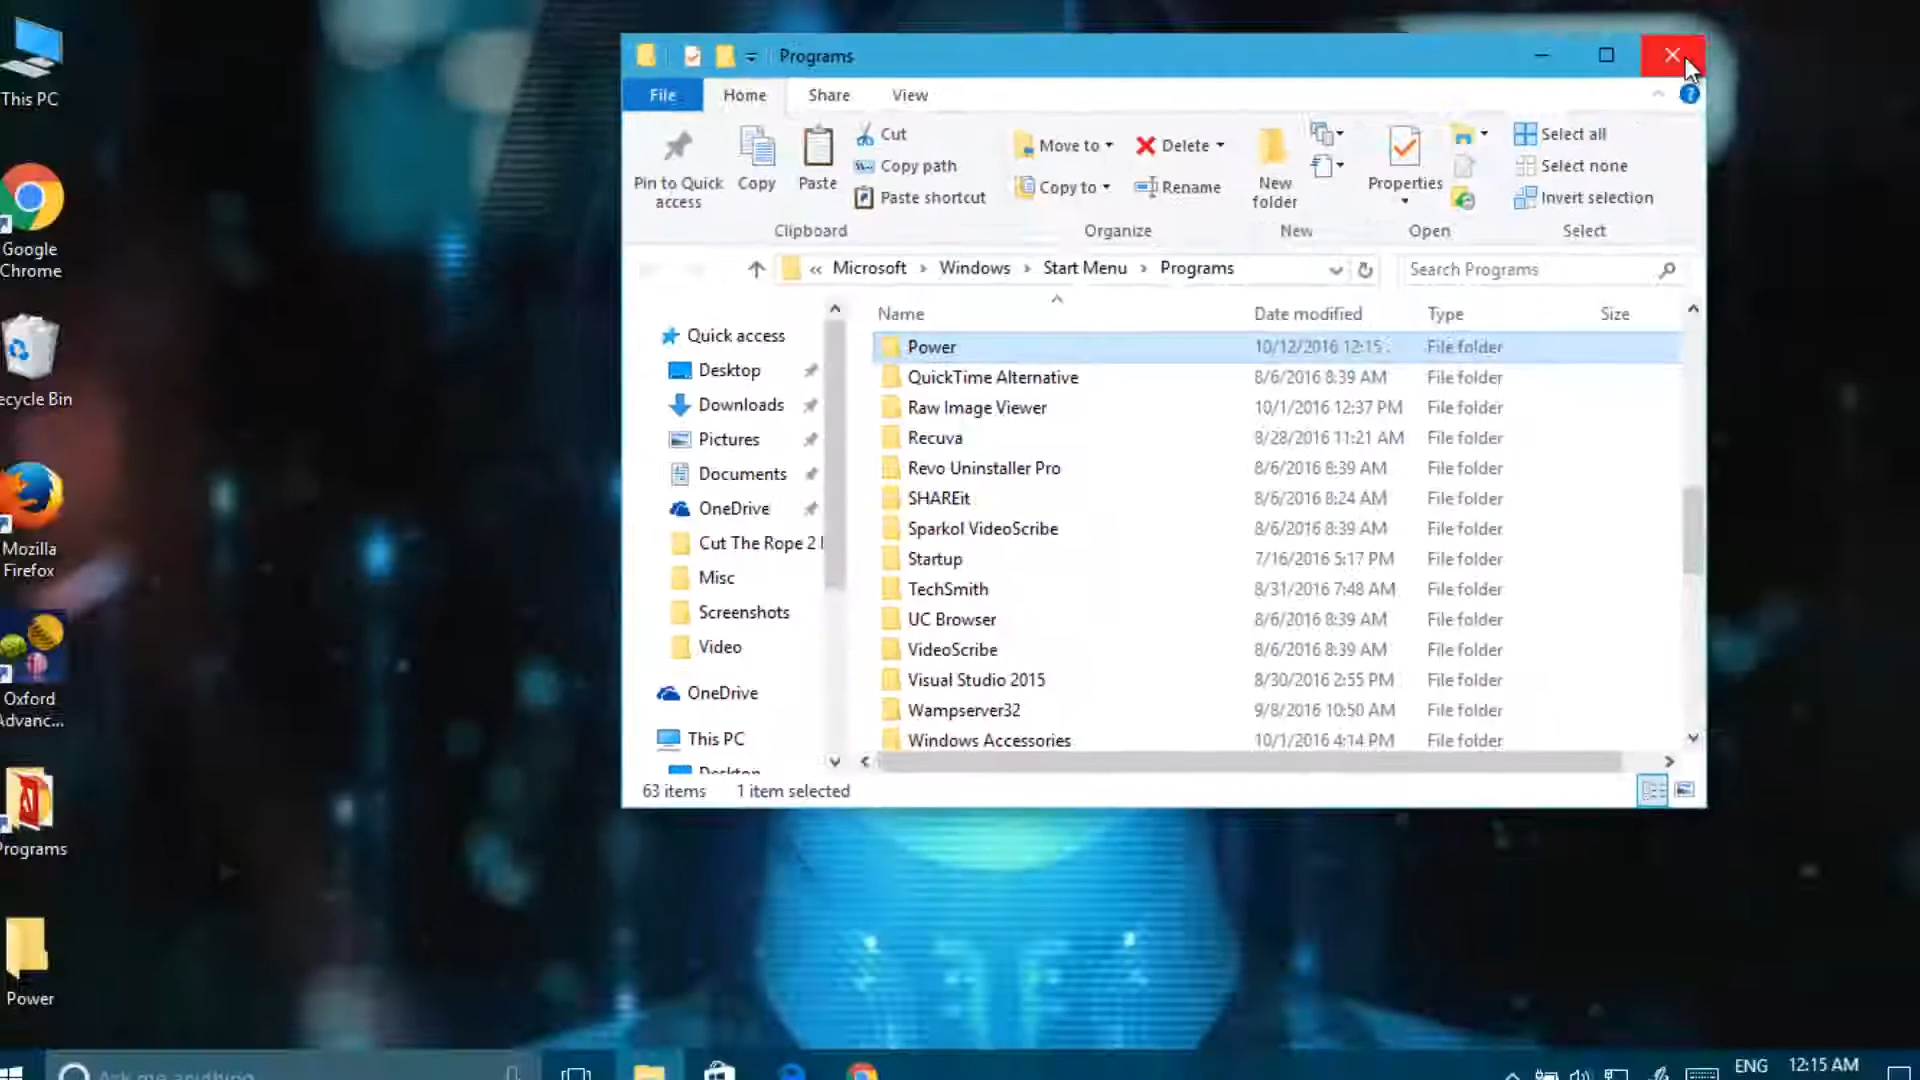 This PC
Google
Chrome
ecycle Bin
Mozilla
Firefox
Oxford
Advanc...
Programs
Power
Programs
File
Home
Share
View
Pin to Quick
access
Copy
Paste
Cut
Copy path
Paste shortcut
Clipboard
Move to
Copy to
Delete
Rename
Organize
New
folder
New
Properties
Open
Select all
Select none
Invert selection
Select
« Microsoft › Windows › Start Menu › Programs
Search Programs
Quick access
Desktop
Downloads
Pictures
Documents
OneDrive
Cut The Rope 2
Misc
Screenshots
Video
OneDrive
This PC
Desktop
Name Date modified Type Size
Power 10/12/2016 12:15 File folder
QuickTime Alternative 8/6/2016 8:39 AM File folder
Raw Image Viewer 10/1/2016 12:37 PM File folder
Recuva 8/28/2016 11:21 AM File folder
Revo Uninstaller Pro 8/6/2016 8:39 AM File folder
SHAREit 8/6/2016 8:24 AM File folder
Sparkol VideoScribe 8/6/2016 8:39 AM File folder
Startup 7/16/2016 5:17 PM File folder
TechSmith 8/31/2016 7:48 AM File folder
UC Browser 8/6/2016 8:39 AM File folder
VideoScribe 8/6/2016 8:39 AM File folder
Visual Studio 2015 8/30/2016 2:55 PM File folder
Wampserver32 9/8/2016 10:50 AM File folder
Windows Accessories 10/1/2016 4:14 PM File folder
63 items 1 item selected
Ask me anything
ENG 12:15 AM